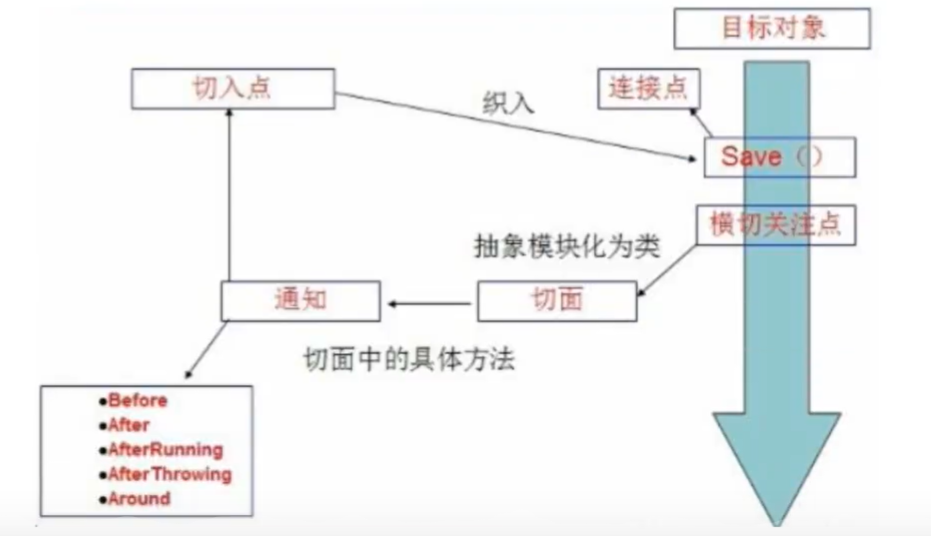 目标对象
切入点
连接点
织入
Save（）
横切关注点
抽象模块化为类
通知
切面
切面中的具体方法
●Before
●After
●AfterRunning
●AfterThrowing
●Around